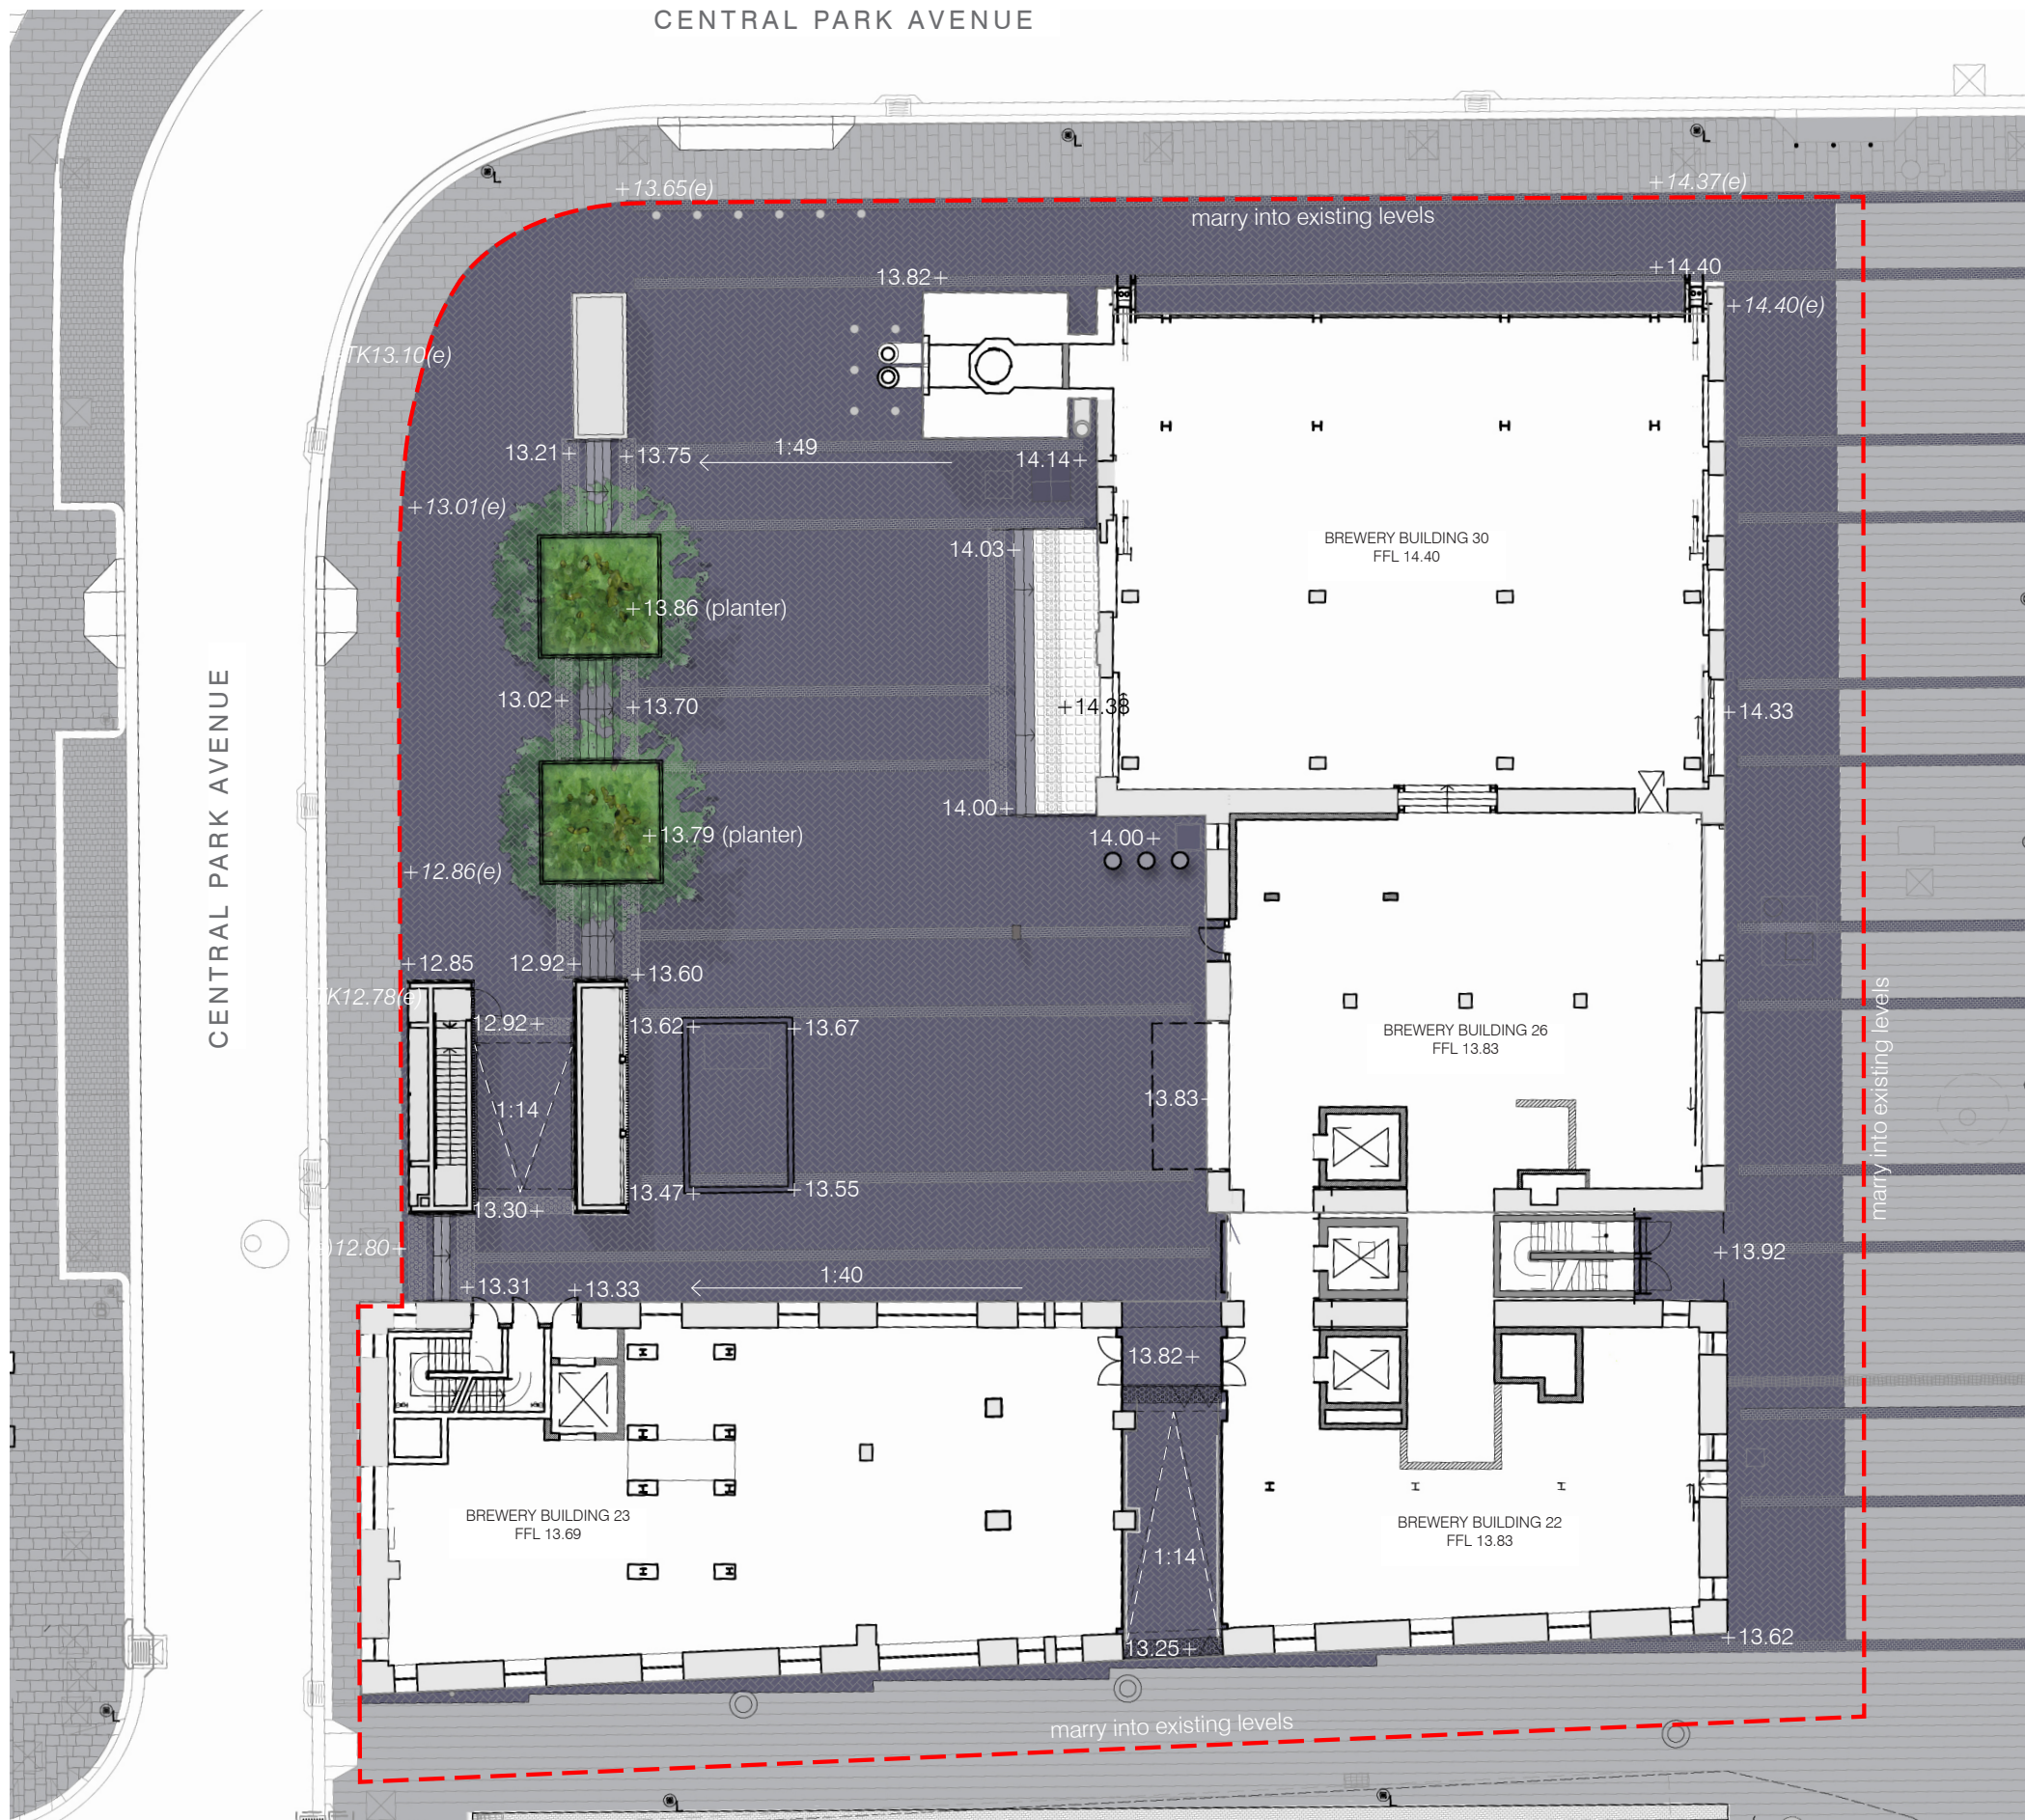 CENTRAL PARK AVENUE
+13.65(e)
+14.37(e)
marry into existing levels
13.82+
+14.40
+14.40(e)
TK13.10(e)
13.21+
+13.75
1:49
14.14+
+13.01(e)
14.03+
BREWERY BUILDING 30
FFL 14.40
+13.86 (planter)
13.02+
+13.70
+14.38
+14.33
CENTRAL PARK AVENUE
14.00+
14.00+
+13.79 (planter)
+12.86(e)
+12.85
12.92+
+13.60
K12.78(e)
12.92+
13.62+
+13.67
BREWERY BUILDING 26
FFL 13.83
marry into existing levels
1:14
13.83
13.47+
+13.55
13.30+
12.80+
+13.92
1:40
+13.31
+13.33
13.82+
BREWERY BUILDING 23
FFL 13.69
BREWERY BUILDING 22
FFL 13.83
1:14
13.25+
+13.62
marry into existing levels